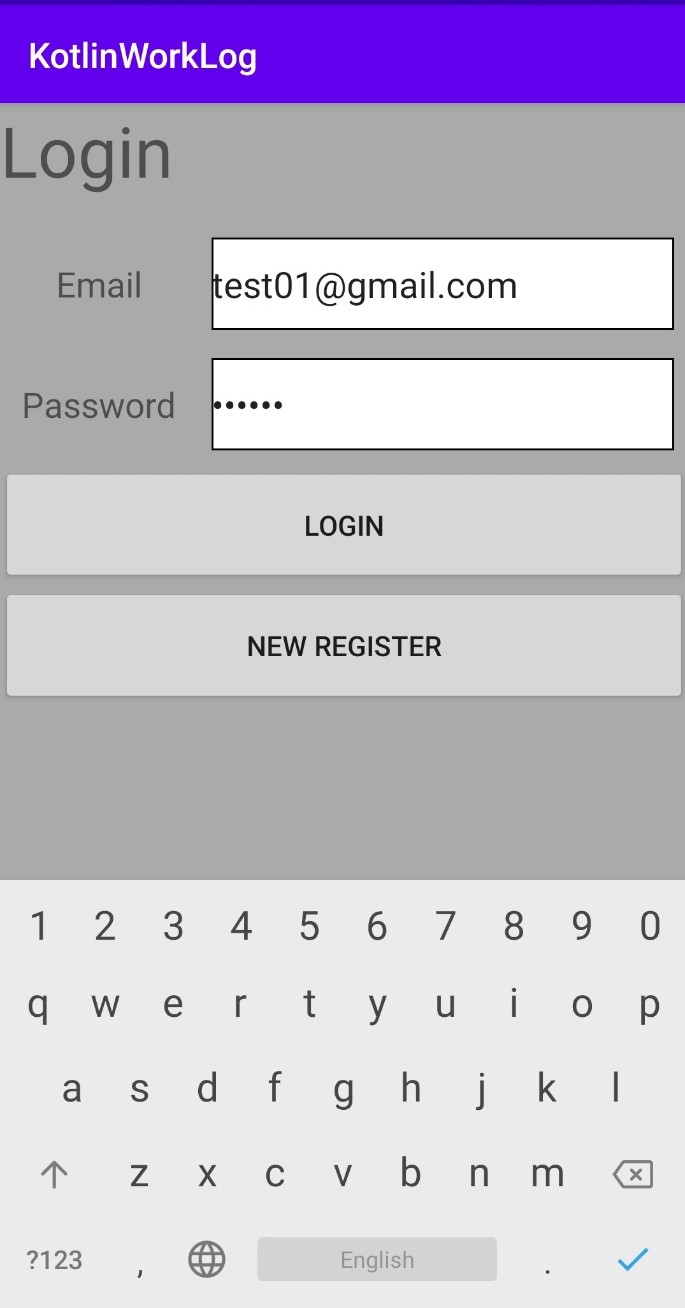 KotlinWorkLog
Login
Email test01@gmail.com
Password ••••••
LOGIN
NEW REGISTER
1 2 3 4 5 6 7 8 9 0
q w e r t y u i o p
a s d f g h j k l
z x c v b n m
?123 , English .